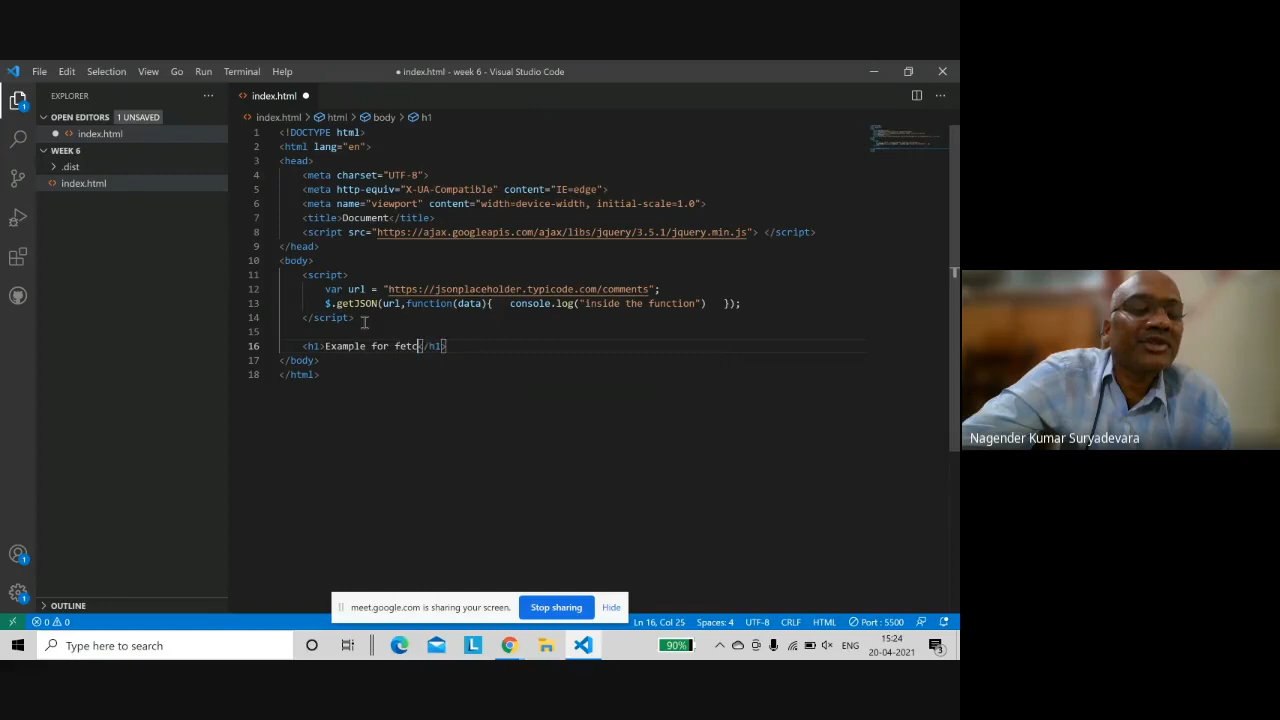 File Edit Selection View Go Run Terminal Help
● index.html - week 6 - Visual Studio Code
EXPLORER
index.html
OPEN EDITORS 1 UNSAVED
index.html
WEEK 6
.dist
index.html
index.html > html > body > h1
1 <!DOCTYPE html>
2 <html lang="en">
3 <head>
4 <meta charset="UTF-8">
5 <meta http-equiv="X-UA-Compatible" content="IE=edge">
6 <meta name="viewport" content="width=device-width, initial-scale=1.0">
7 <title>Document</title>
8 <script src="https://ajax.googleapis.com/ajax/libs/jquery/3.5.1/jquery.min.js"> </script>
9 </head>
10 <body>
11 <script>
12 var url = "https://jsonplaceholder.typicode.com/comments";
13 $.getJSON(url,function(data){ console.log("inside the function") });
14 </script>
15
16 <h1>Example for fetc</h1>
17 </body>
18 </html>
Nagender Kumar Suryadevara
1
1
OUTLINE
meet.google.com is sharing your screen. Stop sharing Hide
0 0 Ln 16, Col 25 Spaces: 4 UTF-8 CRLF HTML Port : 5500
Type here to search
90%
ENG
15:24
20-04-2021
3